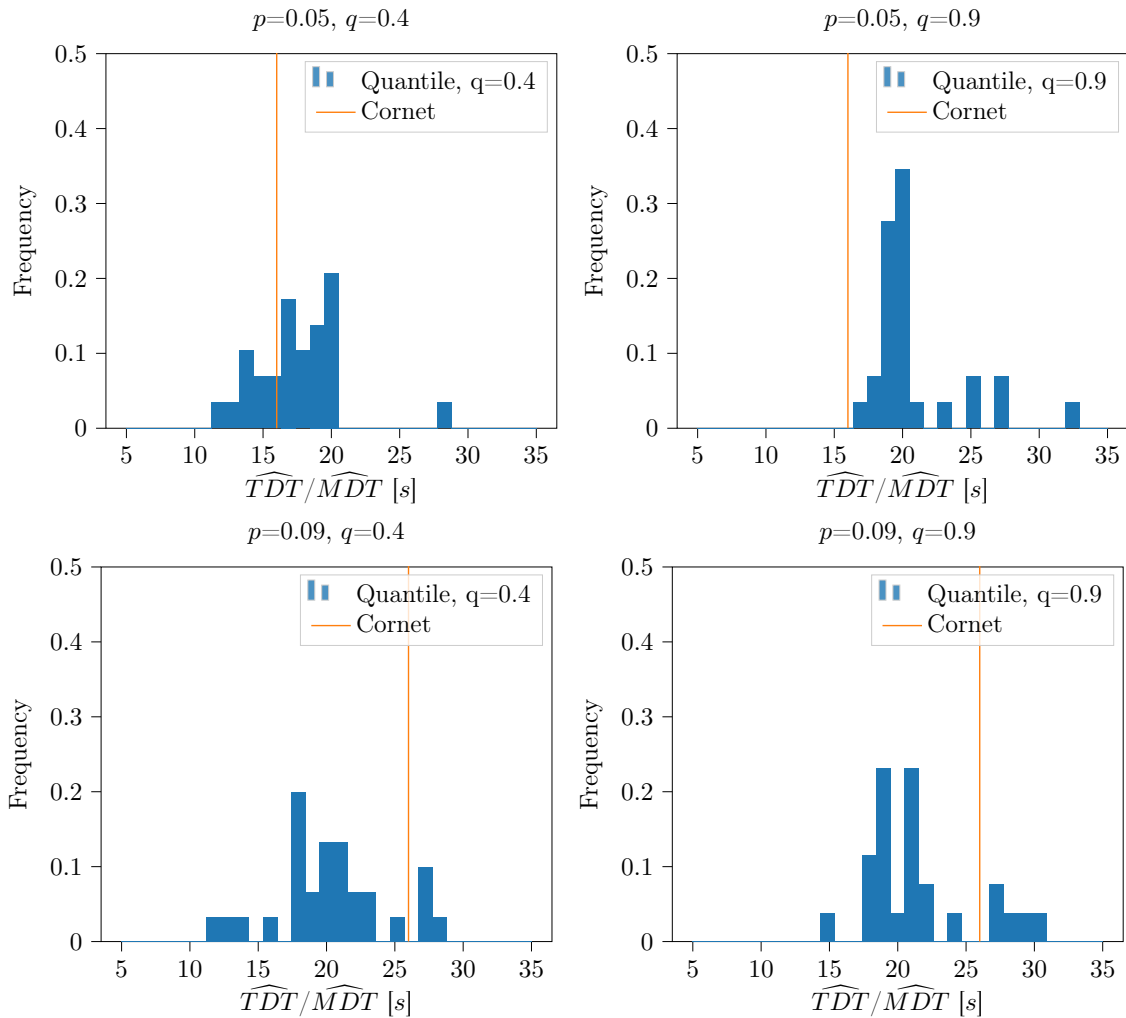 p=0.05, q=0.4
0.5
0.4
0.3
0.2
0.1
0
Frequency
Quantile, q=0.4
Cornet
5 10 15 20 25 30 35
TDT/MDT [s]
p=0.05, q=0.9
0.5
0.4
0.3
0.2
0.1
0
Frequency
Quantile, q=0.9
Cornet
5 10 15 20 25 30 35
TDT/MDT [s]
p=0.09, q=0.4
0.5
0.4
0.3
0.2
0.1
0
Frequency
Quantile, q=0.4
Cornet
5 10 15 20 25 30 35
TDT/MDT [s]
p=0.09, q=0.9
0.5
0.4
0.3
0.2
0.1
0
Frequency
Quantile, q=0.9
Cornet
5 10 15 20 25 30 35
TDT/MDT [s]